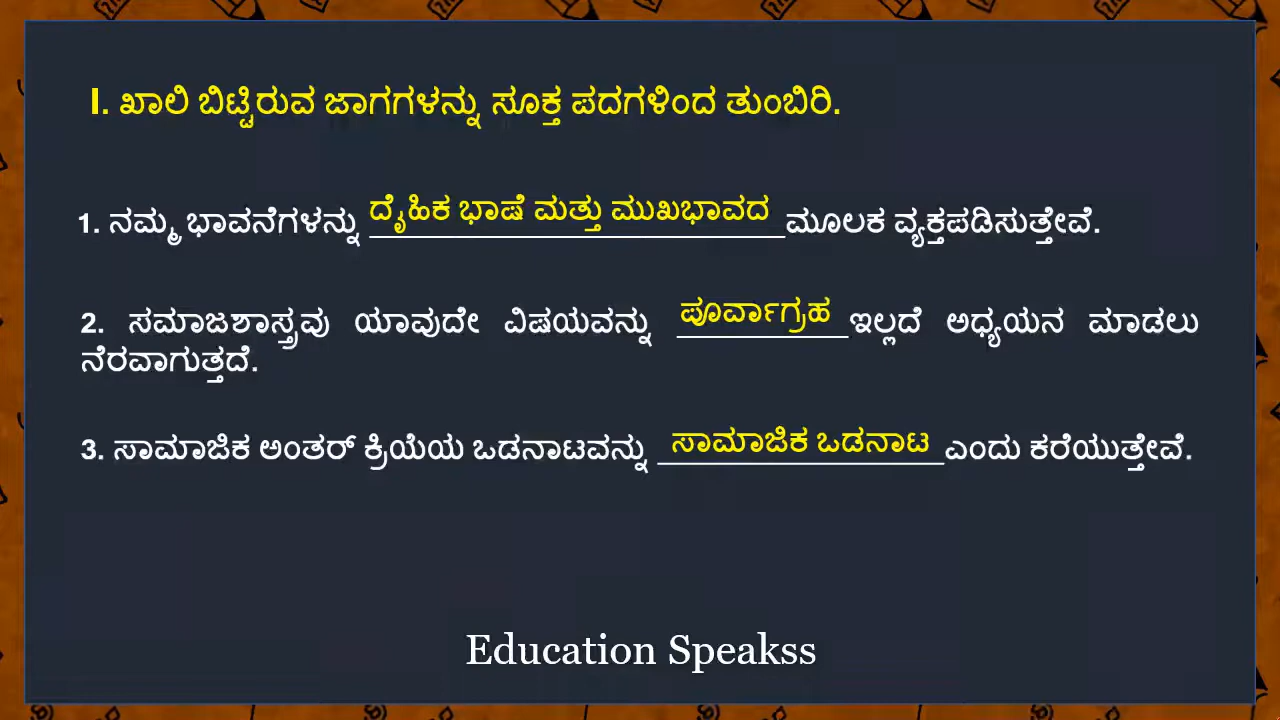 I. ಖಾಲಿ ಬಿಟ್ಟಿರುವ ಜಾಗಗಳನ್ನು ಸೂಕ್ತ ಪದಗಳಿಂದ ತುಂಬಿರಿ.
1. ನಮ್ಮ ಭಾವನೆಗಳನ್ನು ದೈಹಿಕ ಭಾಷೆ ಮತ್ತು ಮುಖಭಾವದ ಮೂಲಕ ವ್ಯಕ್ತಪಡಿಸುತ್ತೇವೆ.
2. ಸಮಾಜಶಾಸ್ತ್ರವು ಯಾವುದೇ ವಿಷಯವನ್ನು ಪೂರ್ವಾಗ್ರಹ ಇಲ್ಲದೆ ಅಧ್ಯಯನ ಮಾಡಲು
ನೆರವಾಗುತ್ತದೆ.
3. ಸಾಮಾಜಿಕ ಅಂತರ್ ಕ್ರಿಯೆಯ ಒಡನಾಟವನ್ನು ಸಾಮಾಜಿಕ ಒಡನಾಟ ಎಂದು ಕರೆಯುತ್ತೇವೆ.
Education Speakss